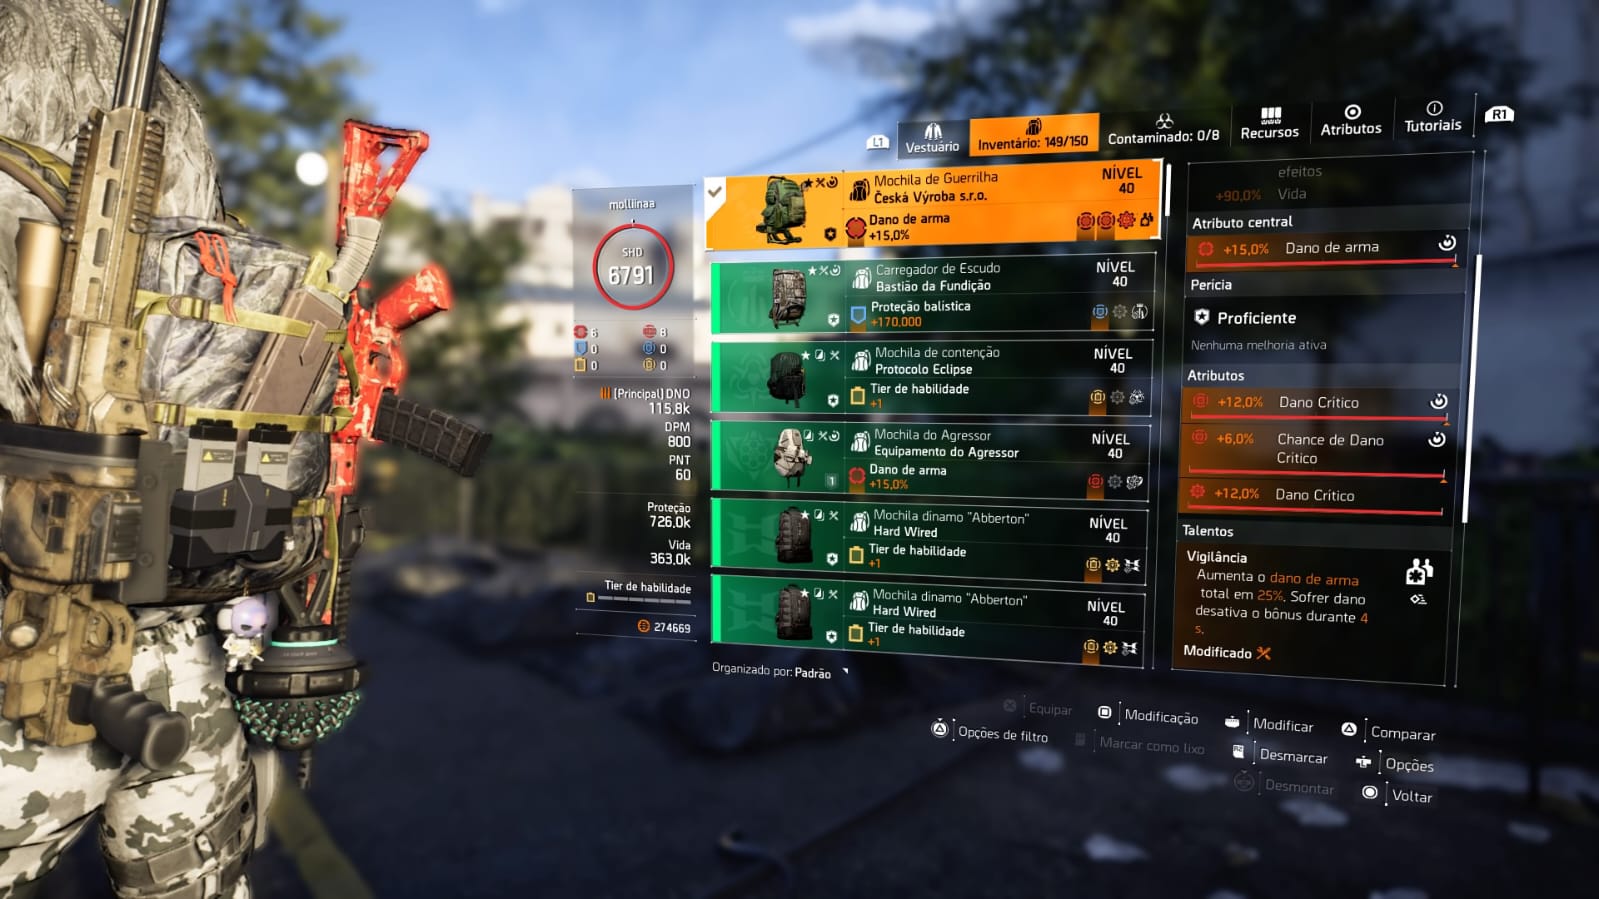 L1
Vestuário
Inventário: 149/150
Contaminado: 0/8
Recursos
Atributos
Tutoriais
R1
molliinaa
SHD
6791
6
8
0
0
0
0
[Principal] DNO
115,8k
DPM
800
PNT
60
Proteção
726,0k
Vida
363,0k
Tier de habilidade
274669
Mochila de Guerrilha
Česká Výroba s.r.o.
NÍVEL
40
Dano de arma
+15,0%
Carregador de Escudo
Bastião da Fundição
NÍVEL
40
Proteção balística
+170.000
Mochila de contenção
Protocolo Eclipse
NÍVEL
40
Tier de habilidade
+1
Mochila do Agressor
Equipamento do Agressor
NÍVEL
40
Dano de arma
+15,0%
1
Mochila dinamo "Abberton"
Hard Wired
NÍVEL
40
Tier de habilidade
+1
Mochila dinamo "Abberton"
Hard Wired
NÍVEL
40
Tier de habilidade
+1
Organizado por: Padrão
efeitos
+90,0% Vida
Atributo central
+15,0% Dano de arma
Perícia
Proficiente
Nenhuma melhoria ativa
Atributos
+12,0% Dano Crítico
+6,0% Chance de Dano
Crítico
+12,0% Dano Crítico
Talentos
Vigilância
Aumenta o dano de arma
total em 25%. Sofrer dano
desativa o bônus durante 4
s.
Modificado
Equipar
Modificação
Modificar
Comparar
Opções de filtro
Marcar como lixo
Desmarcar
Opções
Desmontar
Voltar